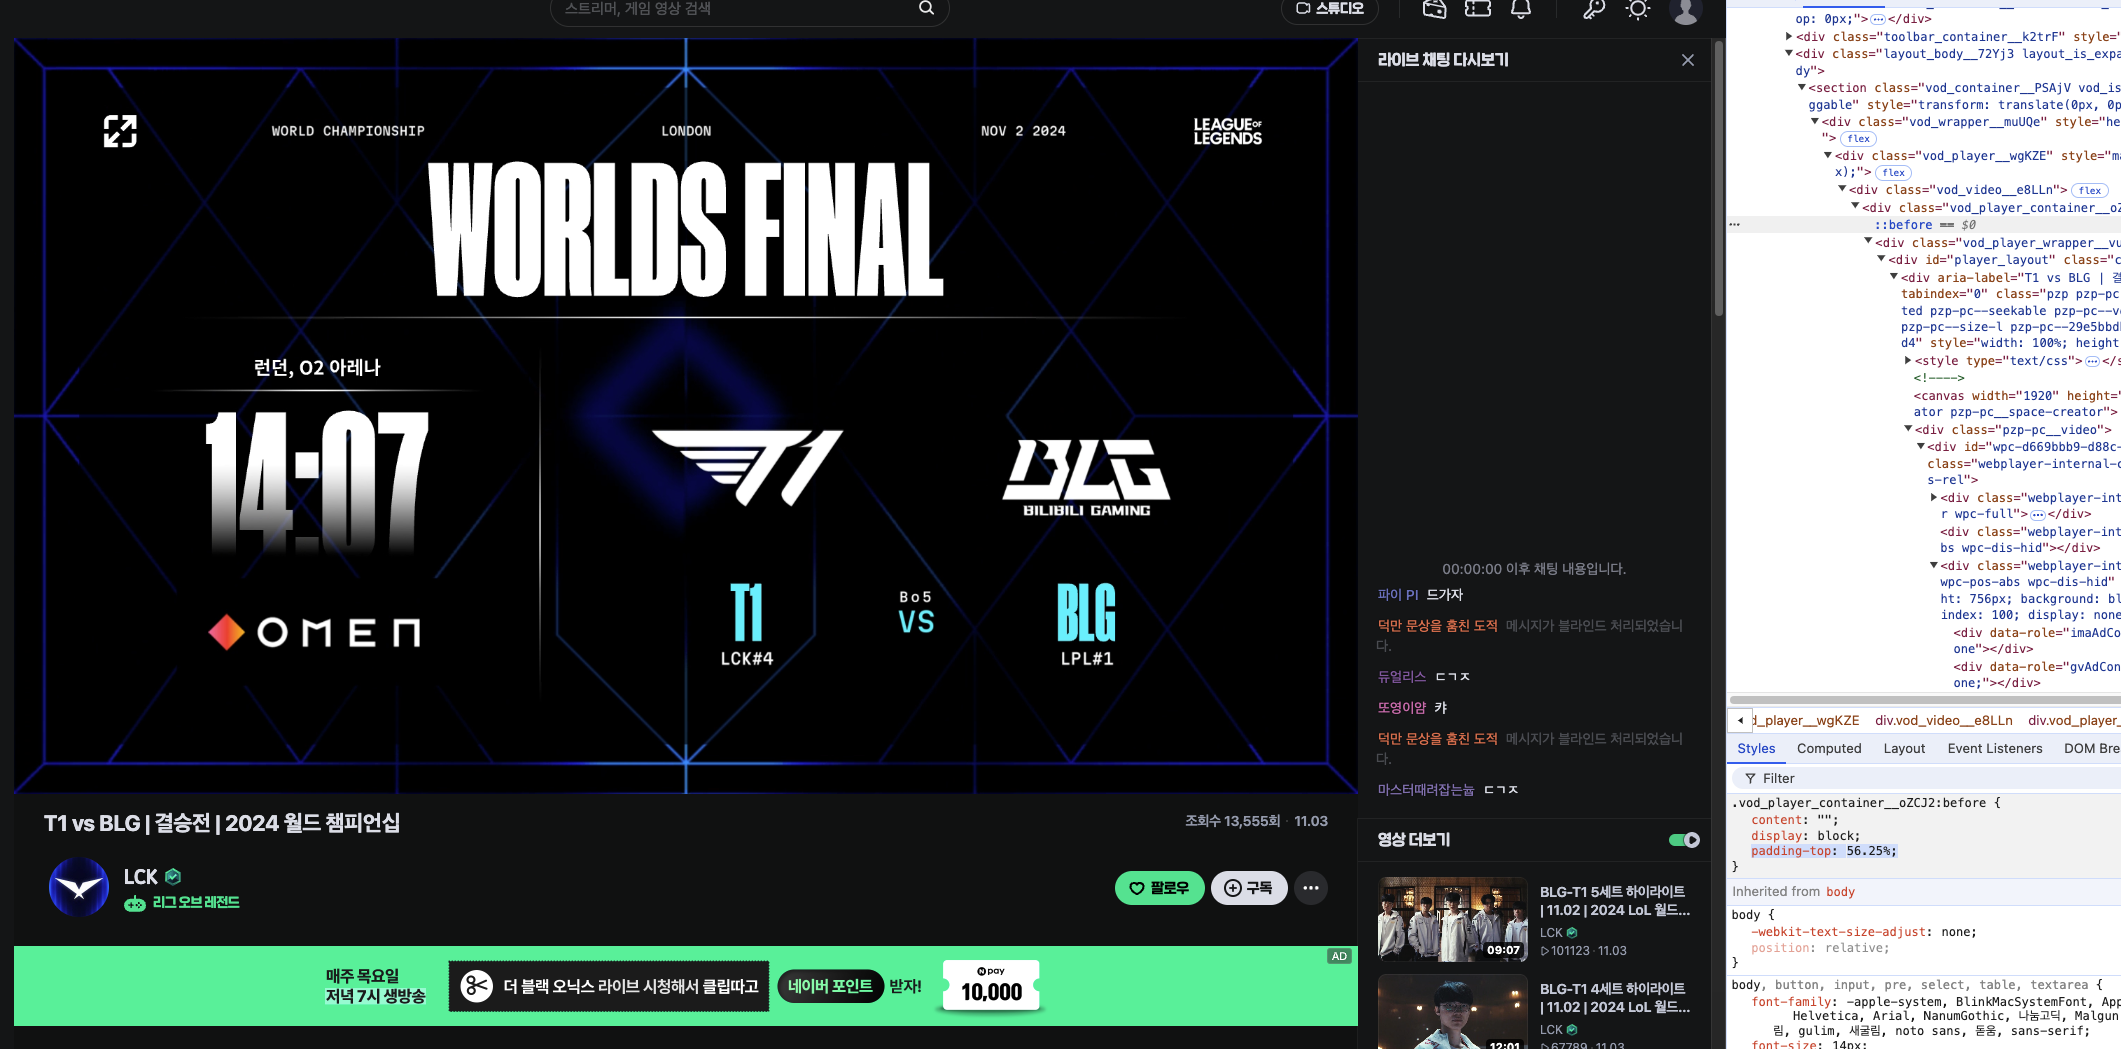 스트리머, 게임 영상 검색
스튜디오
WORLD CHAMPIONSHIP
LONDON
NOV 2 2024
LEAGUE OF
LEGENDS
WORLDS FINAL
런던, O2 아레나
14:07
OMEN
T1
BLG
BILIBILI GAMING
T1
LCK#4
Bo5
VS
BLG
LPL#1
T1 vs BLG | 결승전 | 2024 월드 챔피언십
조회수 13,555회 · 11.03
LCK
리그 오브 레전드
팔로우
구독
매주 목요일
저녁 7시 생방송
더 블랙 오닉스 라이브 시청해서 클립따고
네이버 포인트 받자!
N pay
10,000
AD
라이브 채팅 다시보기
00:00:00 이후 채팅 내용입니다.
파이 PI 드가자
덕만 문상을 훔친 도적 메시지가 블라인드 처리되었습니
다.
듀얼리스 ㄷㄱㅈ
또영이얌 캬
덕만 문상을 훔친 도적 메시지가 블라인드 처리되었습니
다.
마스터때려잡는늡 ㄷㄱㅈ
영상 더보기
09:07
BLG-T1 5세트 하이라이트
| 11.02 | 2024 LoL 월드...
LCK
101123 · 11.03
12:01
BLG-T1 4세트 하이라이트
| 11.02 | 2024 LoL 월드...
LCK
67789 · 11.03
op: 0px;">…</div>
<div class="toolbar_container__k2trF" style="
<div class="layout_body__72Yj3 layout_is_expa
dy">
<section class="vod_container__PSAjV vod_is
ggable" style="transform: translate(0px, 0p
<div class="vod_wrapper__muUQe" style="he
"> flex
<div class="vod_player__wgKZE" style="ma
x);"> flex
<div class="vod_video__e8LLn"> flex
<div class="vod_player_container__oZ
… ::before == $0
<div class="vod_player_wrapper__vu
<div id="player_layout" class="c
<div aria-label="T1 vs BLG | 결
tabindex="0" class="pzp pzp-pc
ted pzp-pc--seekable pzp-pc--v
pzp-pc--size-l pzp-pc--29e5bbd
d4" style="width: 100%; height
<style type="text/css">…</s
<!---->
<canvas width="1920" height="
ator pzp-pc__space-creator">
<div class="pzp-pc__video">
<div id="wpc-d669bbb9-d88c-
class="webplayer-internal-c
s-rel">
<div class="webplayer-int
r wpc-full">…</div>
<div class="webplayer-int
bs wpc-dis-hid"></div>
<div class="webplayer-int
wpc-pos-abs wpc-dis-hid"
ht: 756px; background: bl
index: 100; display: none
<div data-role="imaAdCo
one"></div>
<div data-role="gvAdCon
one;"></div>
d_player__wgKZE div.vod_video__e8LLn div.vod_player_
Styles Computed Layout Event Listeners DOM Bre
Filter
.vod_player_container__oZCJ2:before {
content: "";
display: block;
padding-top: 56.25%;
}
Inherited from body
body {
-webkit-text-size-adjust: none;
position: relative;
}
body, button, input, pre, select, table, textarea {
font-family: -apple-system, BlinkMacSystemFont, App
Helvetica, Arial, NanumGothic, 나눔고딕, Malgun
림, gulim, 새굴림, noto sans, 돋움, sans-serif;
font-size: 14px;